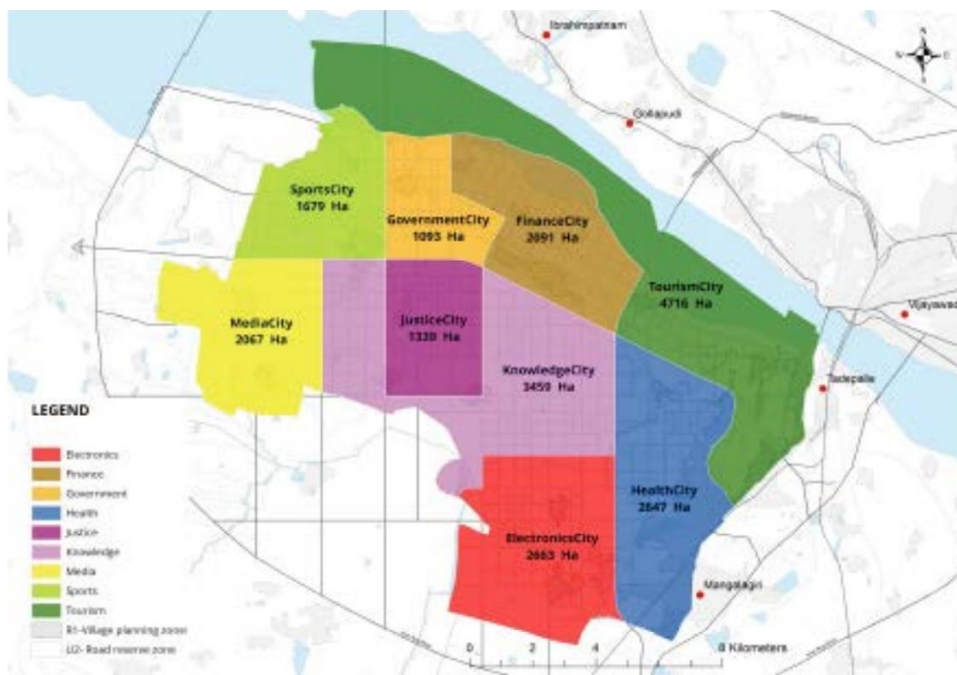 Ibrahimpatnam
N
W
E
S
Gollapudi
SportsCity
1679 Ha
GovernmentCity
1093 Ha
FinanceCity
2091 Ha
TourismCity
4716 Ha
Vijayawad
MediaCity
2067 Ha
JusticeCity
1339 Ha
KnowledgeCity
3459 Ha
Tadepalle
LEGEND
Electronics
Finance
Government
Health
Justice
Knowledge
Media
Sports
Tourism
R1-Village planning zone
U2- Road reserve zone
HealthCity
2647 Ha
ElectronicsCity
2663 Ha
Mangalagiri
0 2 4 8 Kilometers